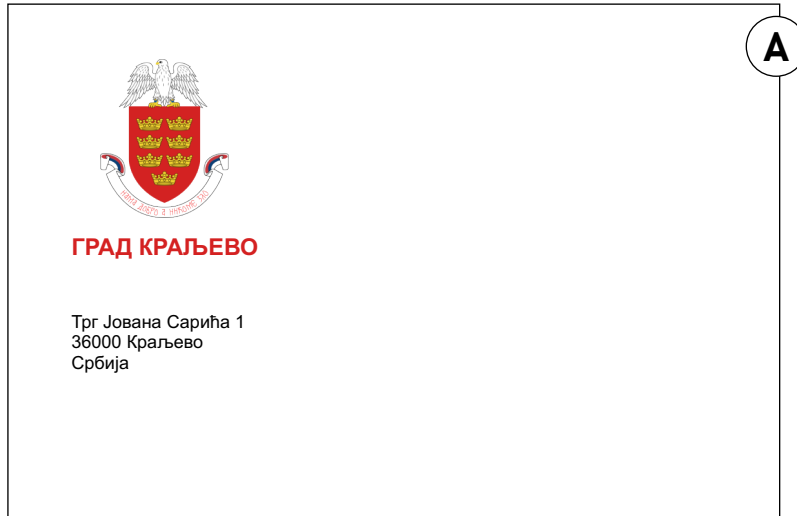 A
ГРАД КРАЉЕВО
Трг Јована Сарића 1
36000 Краљево
Србија